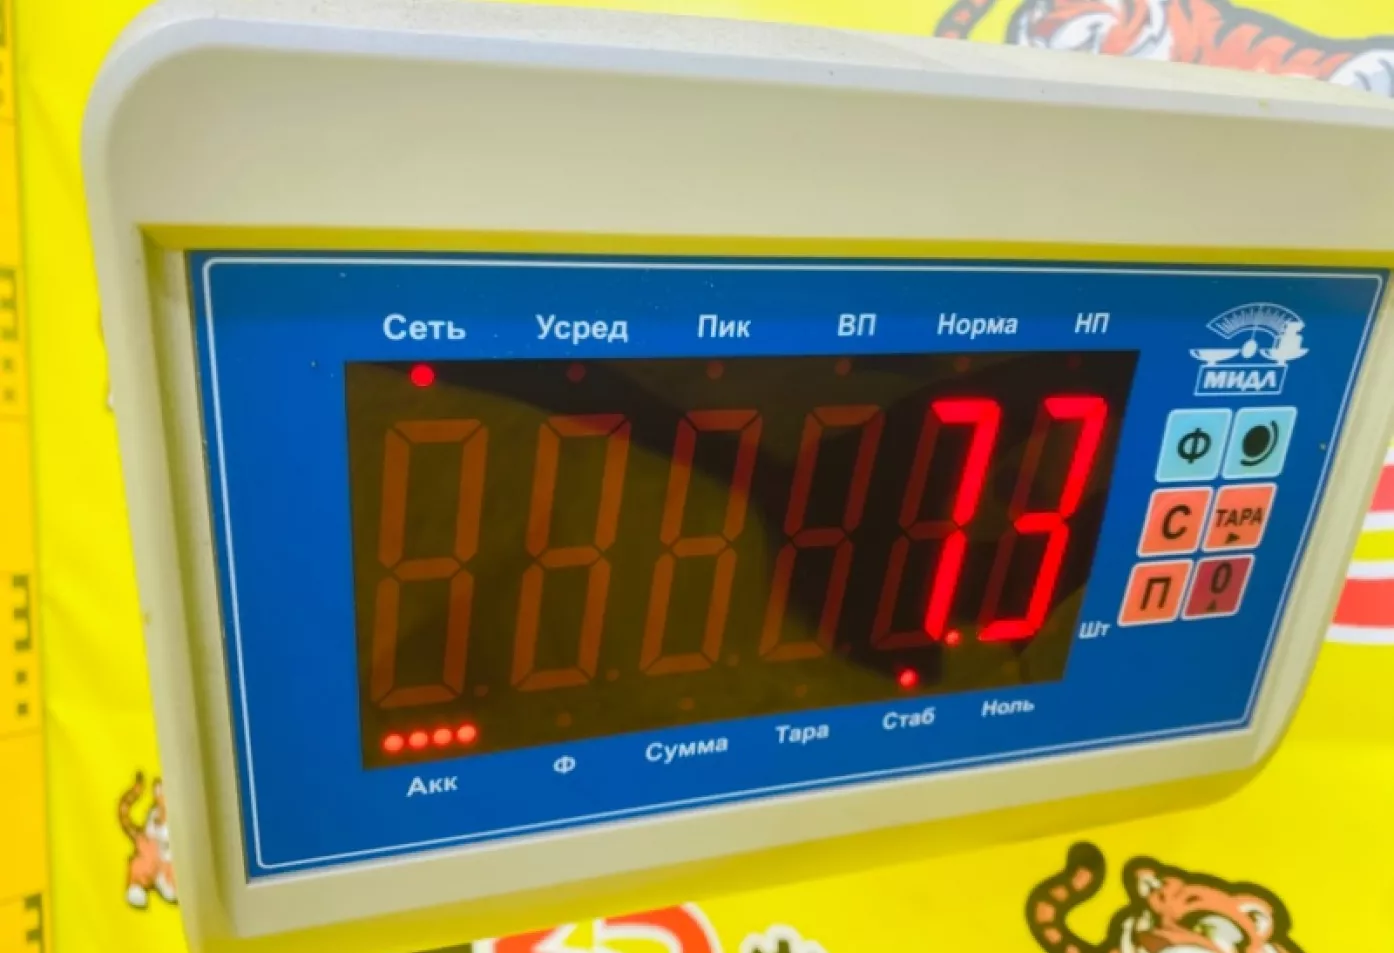 Сеть Усред Пик ВП Норма НП
МИДЛ
7.3
Ф
С ТАРА
П 0
Шт
Акк Ф Сумма Тара Стаб Ноль